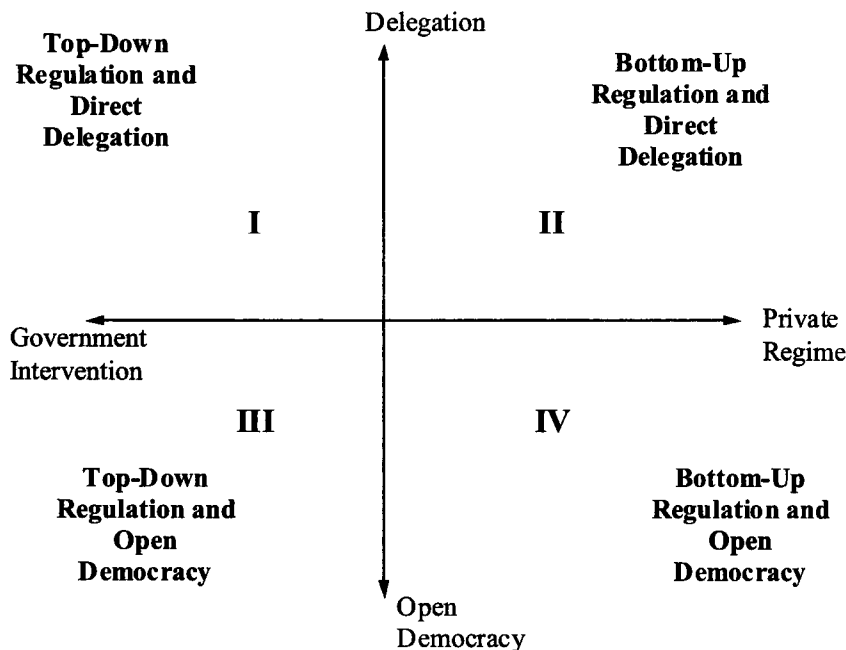 Delegation
Top-Down
Regulation and
Direct
Delegation
Bottom-Up
Regulation and
Direct
Delegation
I
II
Government
Intervention
Private
Regime
III
IV
Top-Down
Regulation and
Open
Democracy
Bottom-Up
Regulation and
Open
Democracy
Open
Democracy